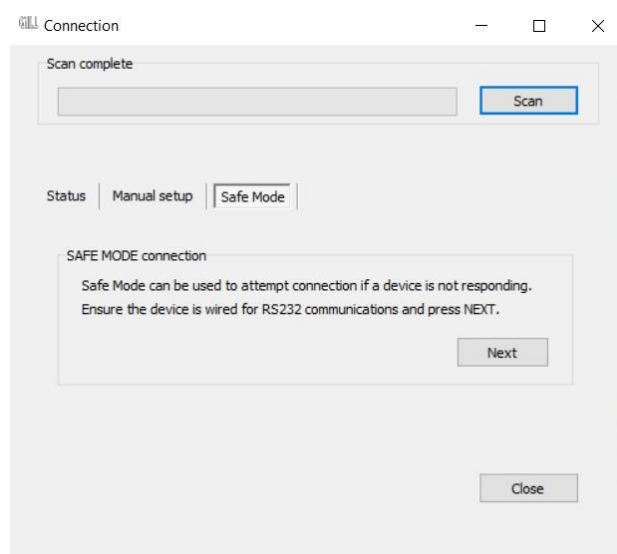 GILL Connection
Scan complete
Scan
Status Manual setup Safe Mode
SAFE MODE connection
Safe Mode can be used to attempt connection if a device is not responding.
Ensure the device is wired for RS232 communications and press NEXT.
Next
Close